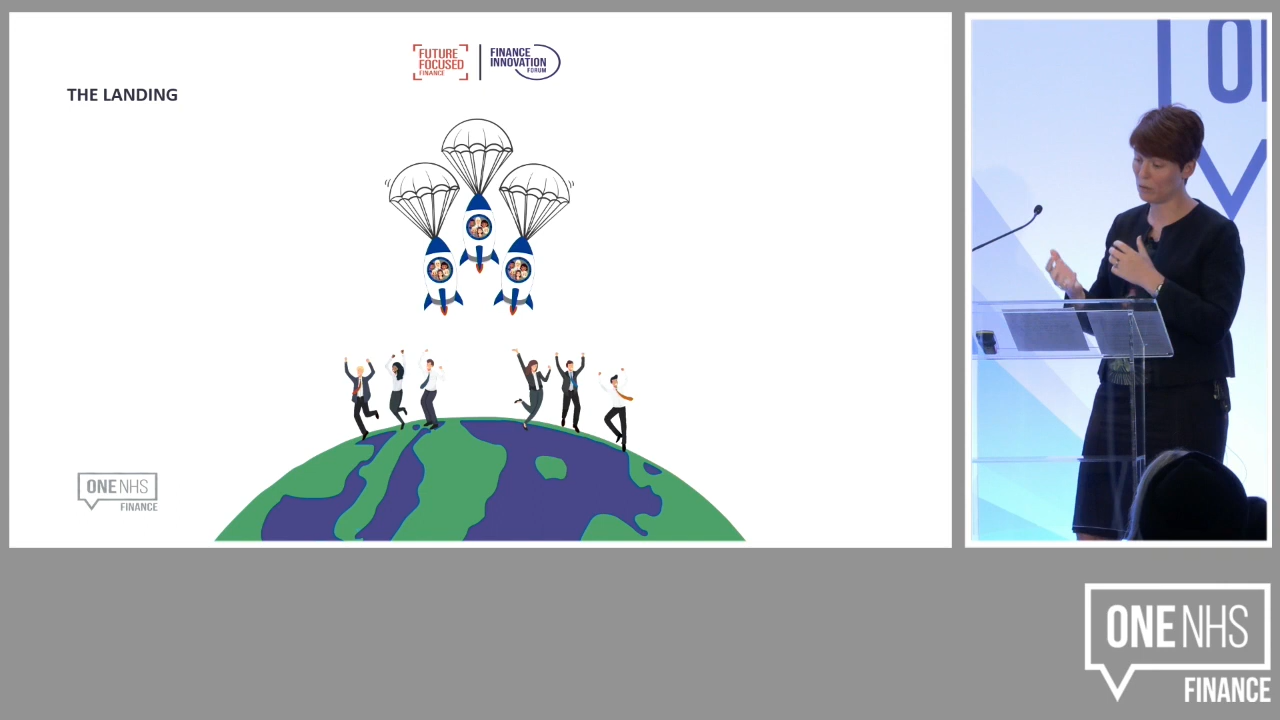 FUTURE
FOCUSED
FINANCE
FINANCE
INNOVATION
FORUM
THE LANDING
ONE NHS
FINANCE
ONE NHS
FINANCE